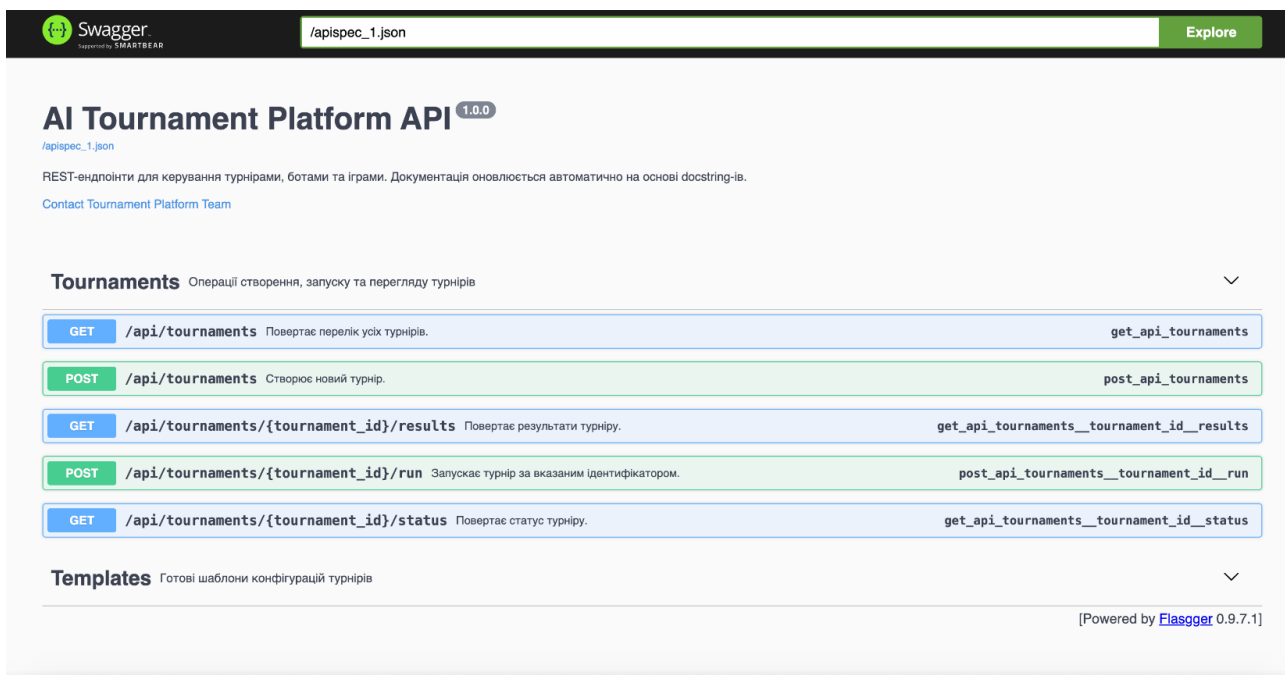 {···} Swagger.
Supported by SMARTBEAR
/apispec_1.json
Explore
AI Tournament Platform API 1.0.0
/apispec_1.json
REST-ендпоінти для керування турнірами, ботами та іграми. Документація оновлюється автоматично на основі docstring-ів.
Contact Tournament Platform Team
Tournaments Операції створення, запуску та перегляду турнірів
GET /api/tournaments Повертає перелік усіх турнірів. get_api_tournaments
POST /api/tournaments Створює новий турнір. post_api_tournaments
GET /api/tournaments/{tournament_id}/results Повертає результати турніру. get_api_tournaments__tournament_id__results
POST /api/tournaments/{tournament_id}/run Запускає турнір за вказаним ідентифікатором. post_api_tournaments__tournament_id__run
GET /api/tournaments/{tournament_id}/status Повертає статус турніру. get_api_tournaments__tournament_id__status
Templates Готові шаблони конфігурацій турнірів
[Powered by Flasgger 0.9.7.1]